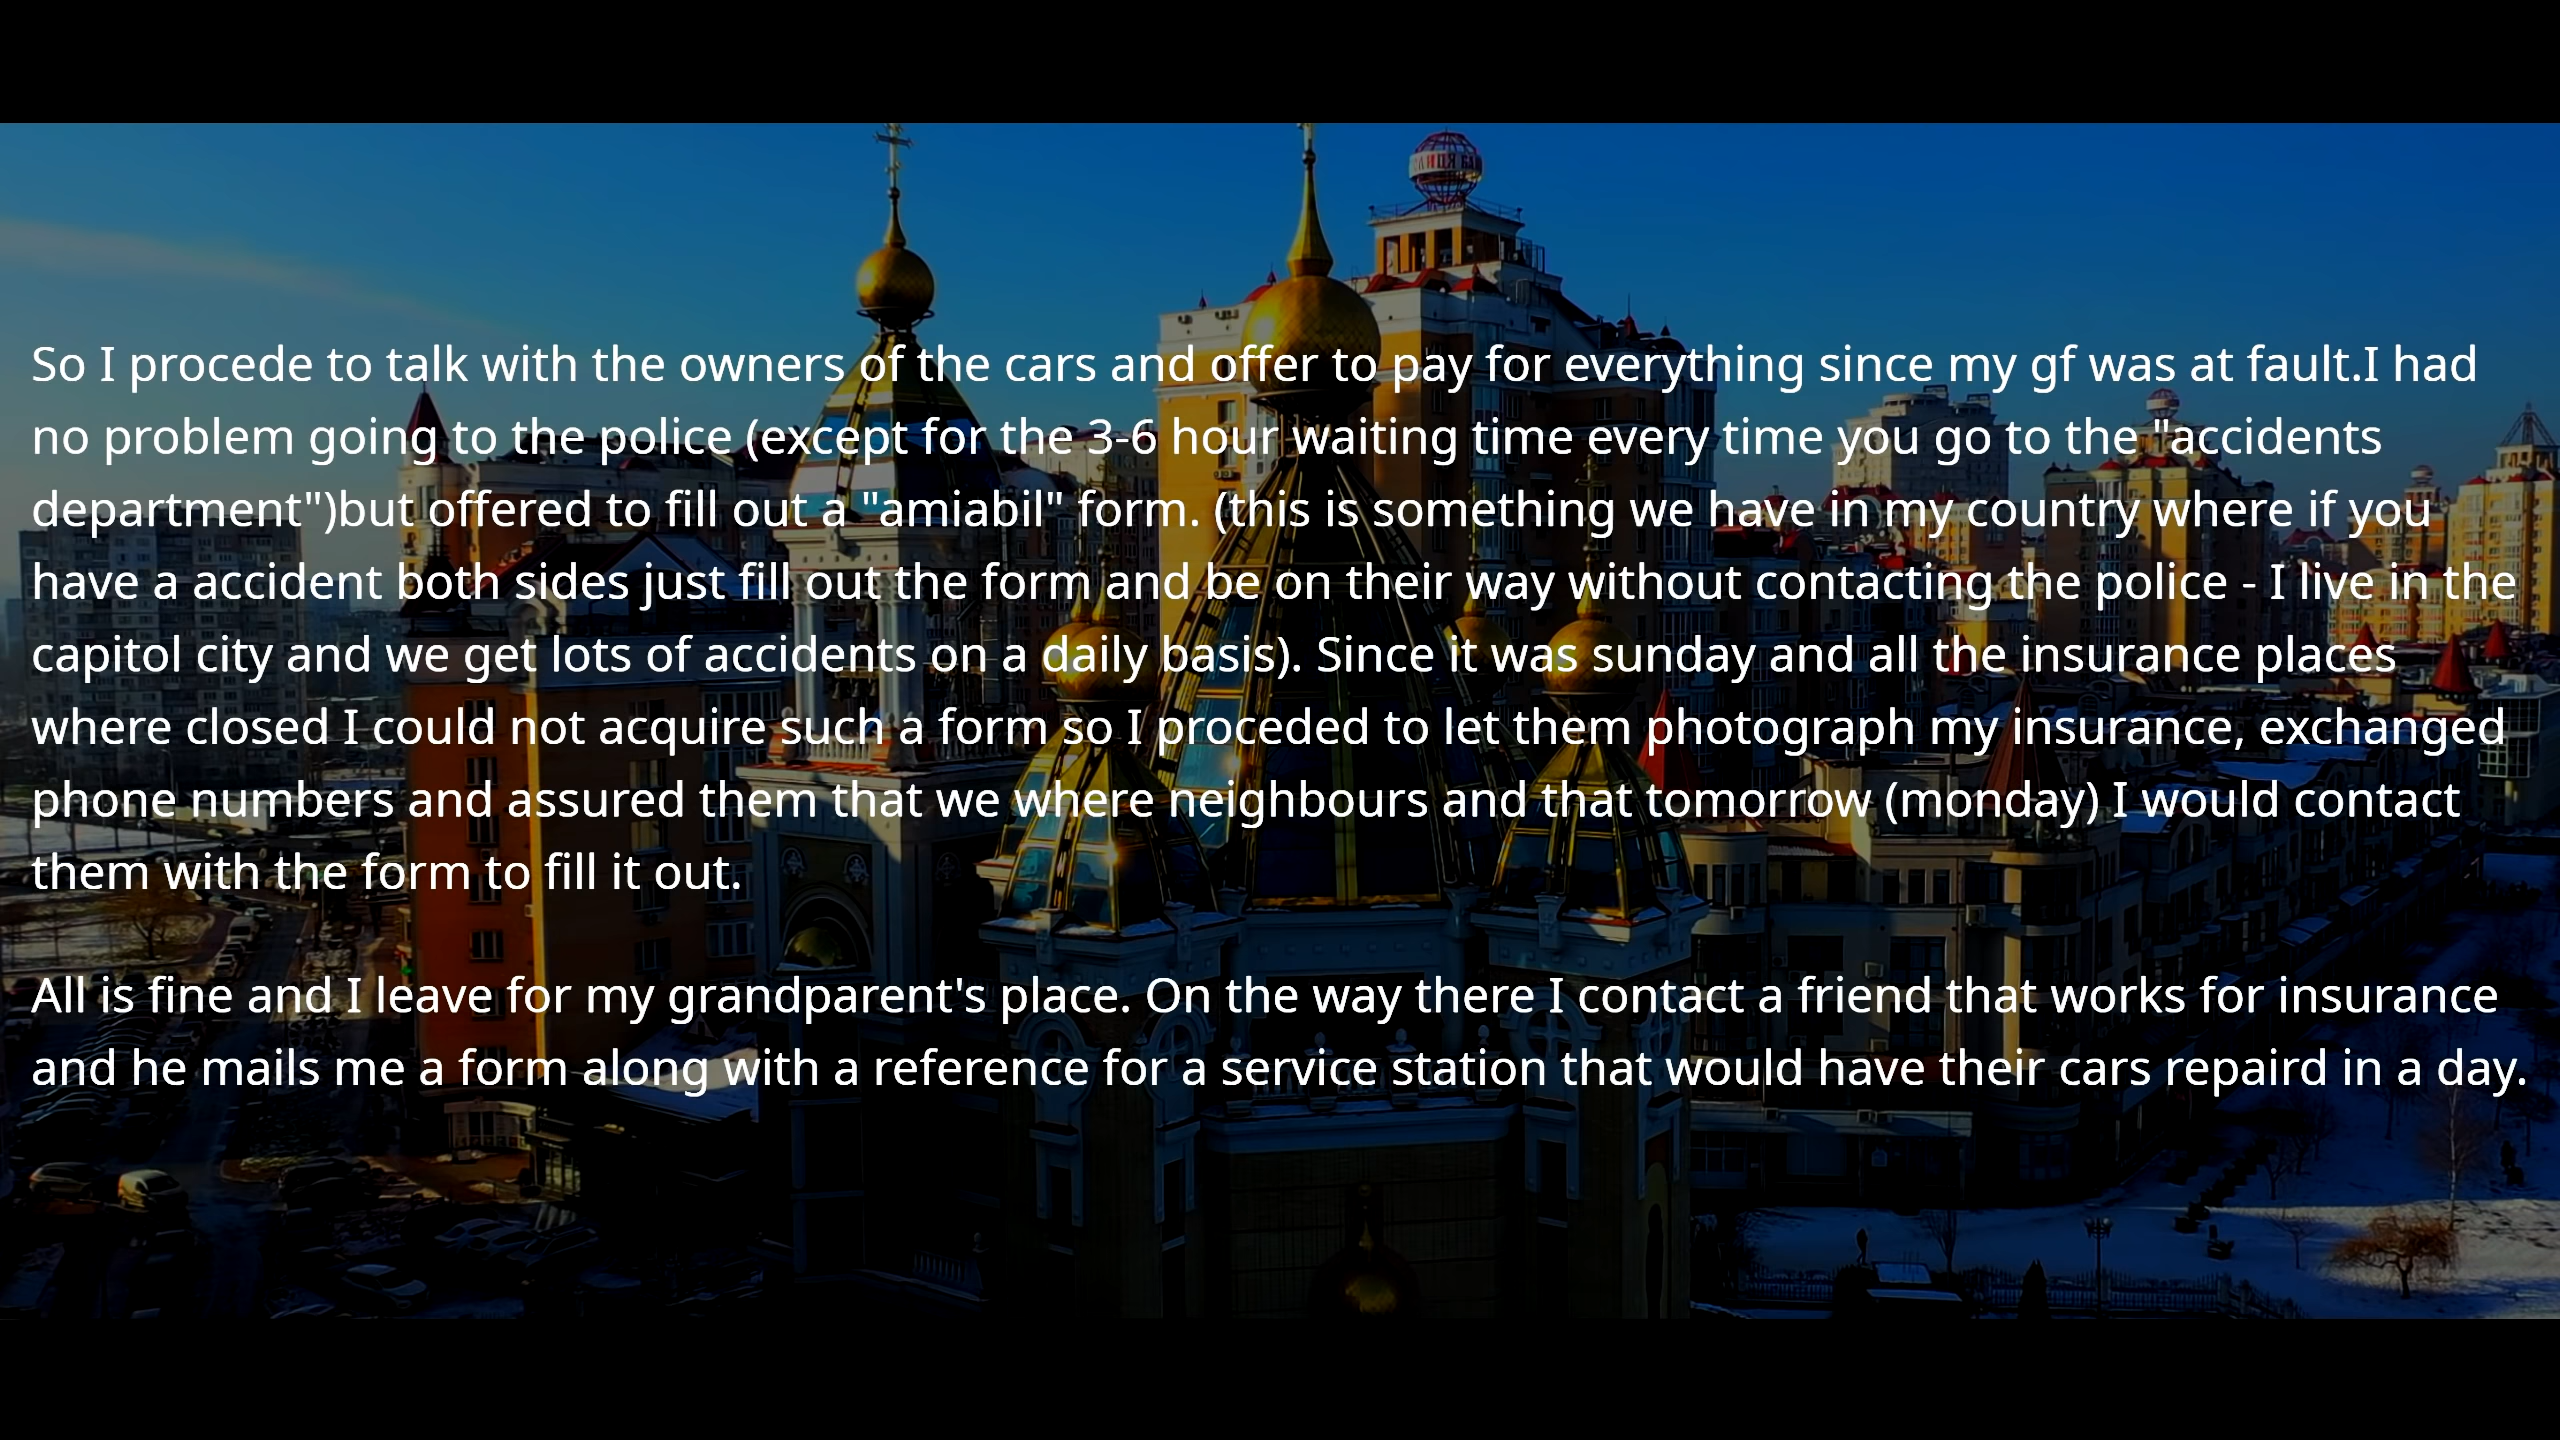 ЛИЦЯ БА
So I procede to talk with the owners of the cars and offer to pay for everything since my gf was at fault.I had
no problem going to the police (except for the 3-6 hour waiting time every time you go to the "accidents
department")but offered to fill out a "amiabil" form. (this is something we have in my country where if you
have a accident both sides just fill out the form and be on their way without contacting the police - I live in the
capitol city and we get lots of accidents on a daily basis). Since it was sunday and all the insurance places
where closed I could not acquire such a form so I proceded to let them photograph my insurance, exchanged
phone numbers and assured them that we where neighbours and that tomorrow (monday) I would contact
them with the form to fill it out.
All is fine and I leave for my grandparent's place. On the way there I contact a friend that works for insurance
and he mails me a form along with a reference for a service station that would have their cars repaird in a day.